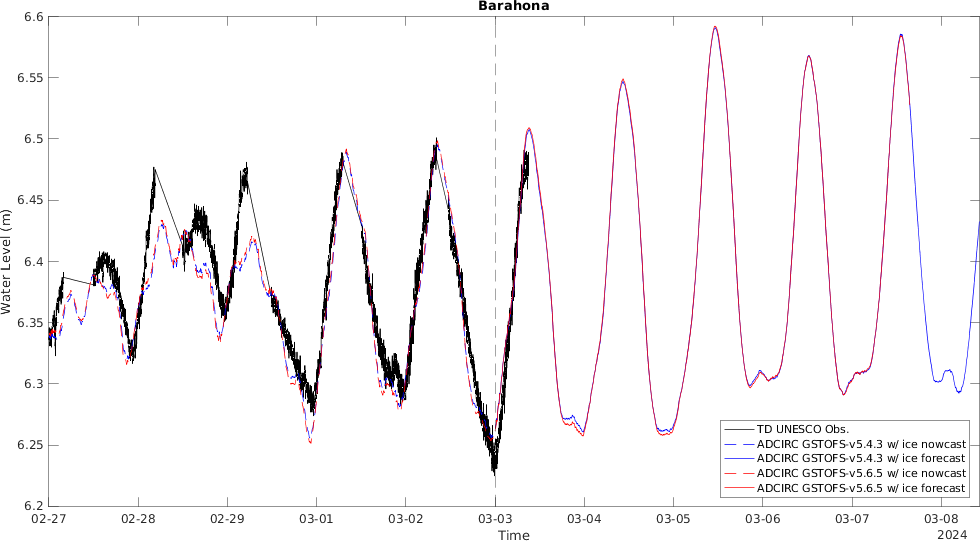 Barahona
6.6
6.55
6.5
6.45
6.4
6.35
6.3
6.25
6.2
Water Level (m)
02-27 02-28 02-29 03-01 03-02 03-03 03-04 03-05 03-06 03-07 03-08
Time
2024
TD UNESCO Obs.
ADCIRC GSTOFS-v5.4.3 w/ ice nowcast
ADCIRC GSTOFS-v5.4.3 w/ ice forecast
ADCIRC GSTOFS-v5.6.5 w/ ice nowcast
ADCIRC GSTOFS-v5.6.5 w/ ice forecast